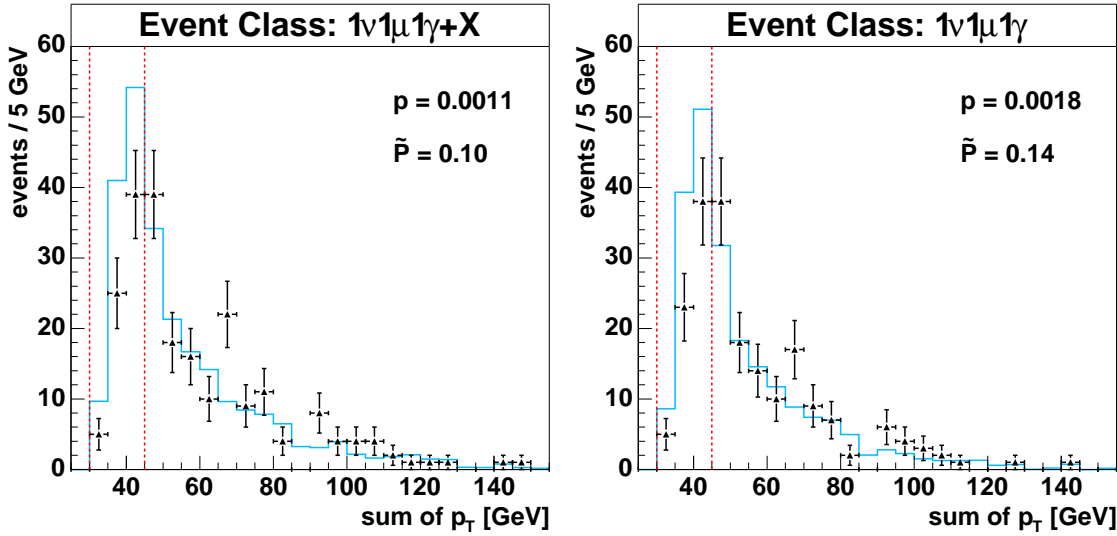 Event Class: 1ν1μ1γ+X
events / 5 GeV
60
50
40
30
20
10
0
p = 0.0011
P̃ = 0.10
40 60 80 100 120 140
sum of p_T [GeV]
Event Class: 1ν1μ1γ
events / 5 GeV
60
50
40
30
20
10
0
p = 0.0018
P̃ = 0.14
40 60 80 100 120 140
sum of p_T [GeV]